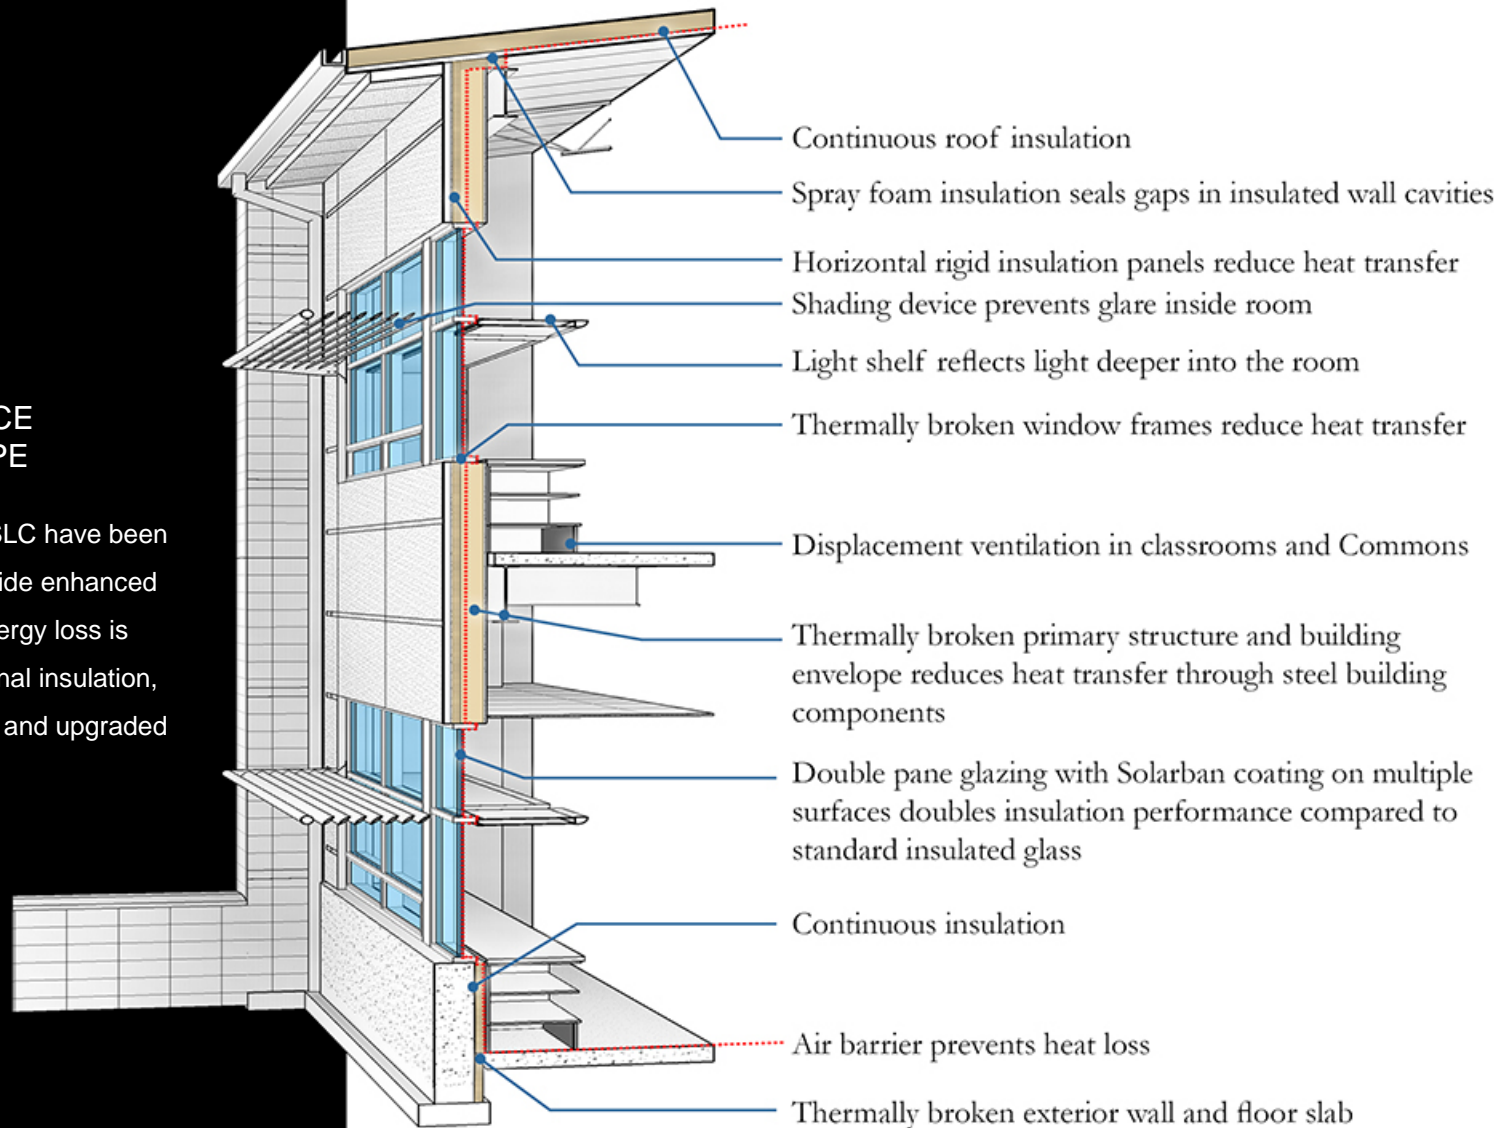 CE
PE
SLC have been
ide enhanced
ergy loss is
nal insulation,
and upgraded
Continuous roof insulation
Spray foam insulation seals gaps in insulated wall cavities
Horizontal rigid insulation panels reduce heat transfer
Shading device prevents glare inside room
Light shelf reflects light deeper into the room
Thermally broken window frames reduce heat transfer
Displacement ventilation in classrooms and Commons
Thermally broken primary structure and building
envelope reduces heat transfer through steel building
components
Double pane glazing with Solarban coating on multiple
surfaces doubles insulation performance compared to
standard insulated glass
Continuous insulation
Air barrier prevents heat loss
Thermally broken exterior wall and floor slab